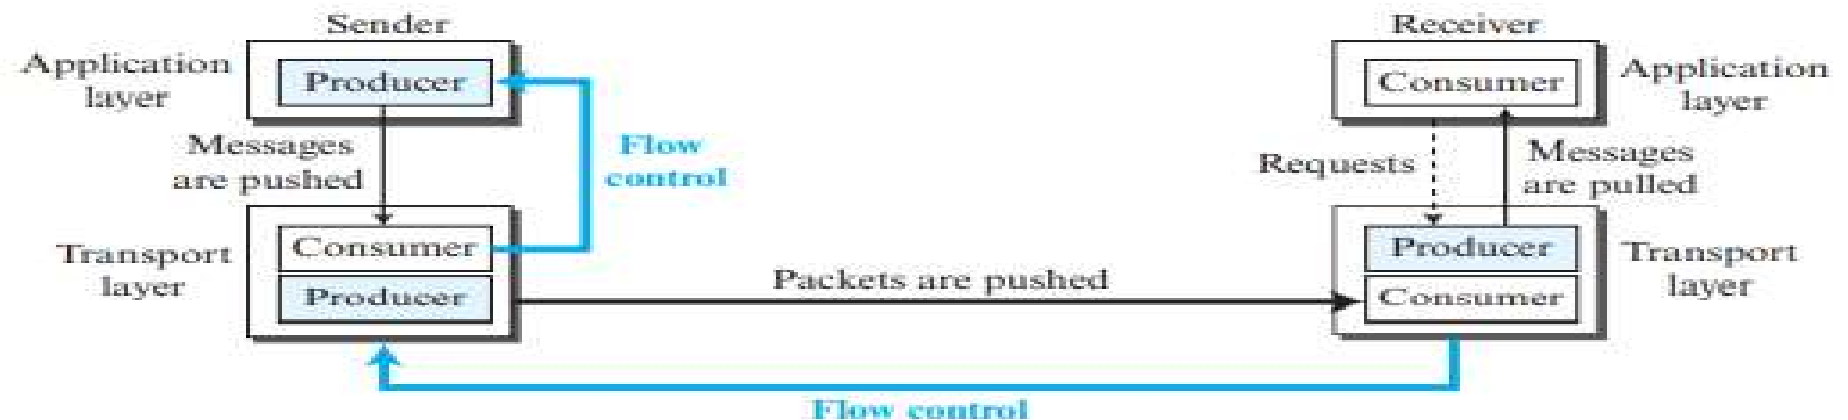 Sender
Receiver
Application
layer
Producer
Consumer
Application
layer
Messages
are pushed
Flow
control
Requests
Messages
are pulled
Transport
layer
Consumer
Producer
Packets are pushed
Producer
Consumer
Transport
layer
Flow control